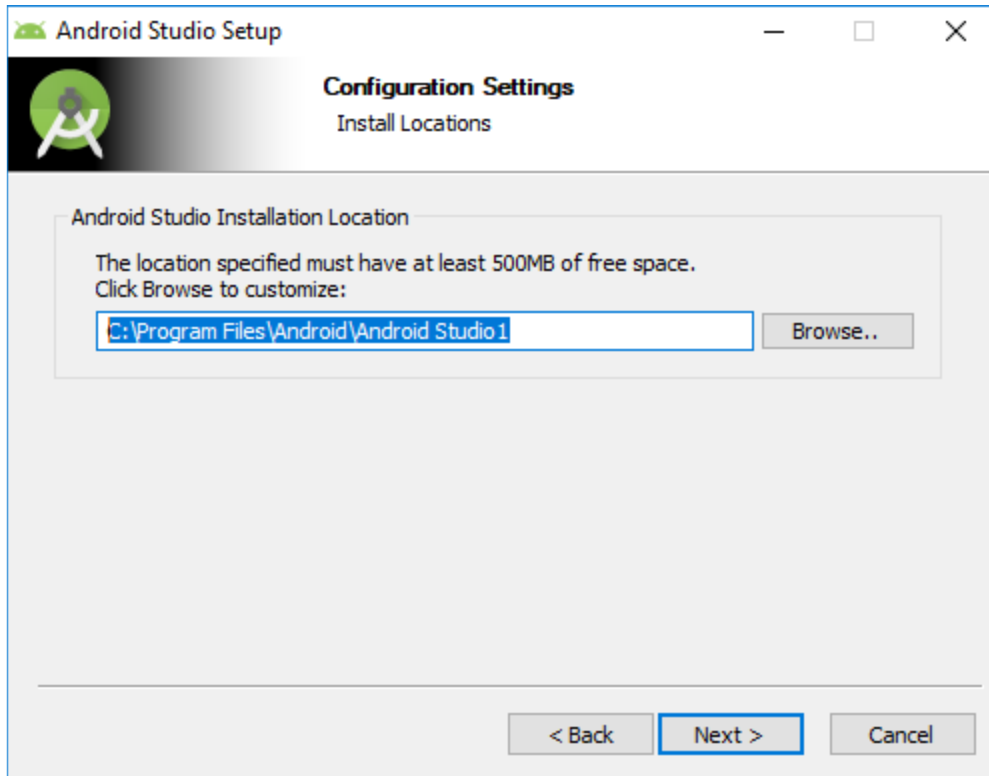 Android Studio Setup
Configuration Settings
Install Locations
Android Studio Installation Location
The location specified must have at least 500MB of free space.
Click Browse to customize:
C:\Program Files\Android\Android Studio1
Browse..
< Back
Next >
Cancel